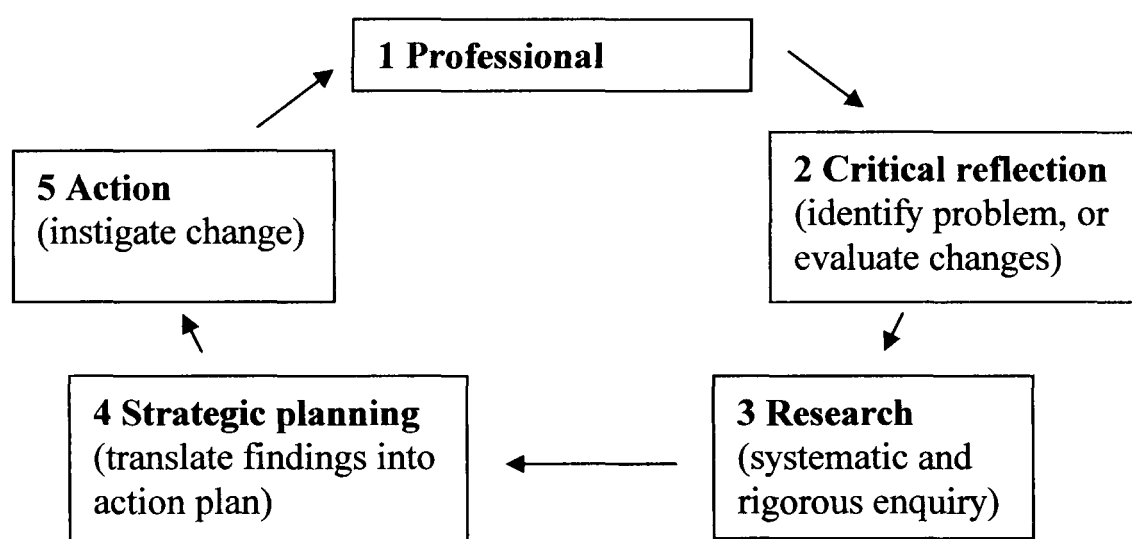 1 Professional
2 Critical reflection
(identify problem, or
evaluate changes)
3 Research
(systematic and
rigorous enquiry)
4 Strategic planning
(translate findings into
action plan)
5 Action
(instigate change)